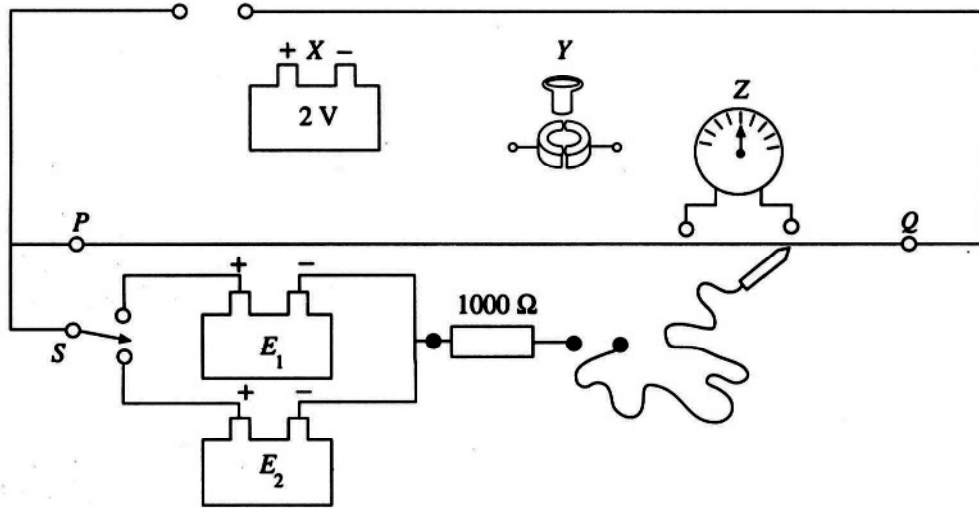 + X −
2 V
Y
Z
P
Q
+ −
1000 Ω
S
E1
+ −
E2